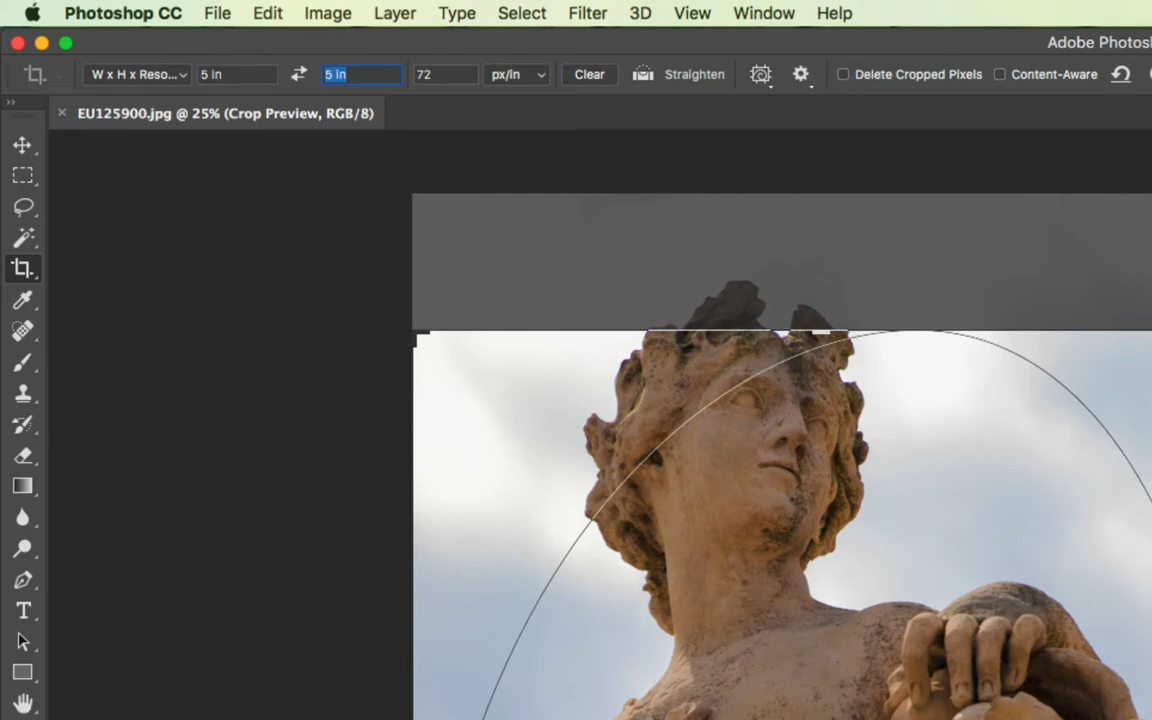 Photoshop CC File Edit Image Layer Type Select Filter 3D View Window Help
Adobe Photosh
W x H x Reso... 5 in 5 in 72 px/in Clear Straighten Delete Cropped Pixels Content-Aware
EU125900.jpg @ 25% (Crop Preview, RGB/8)